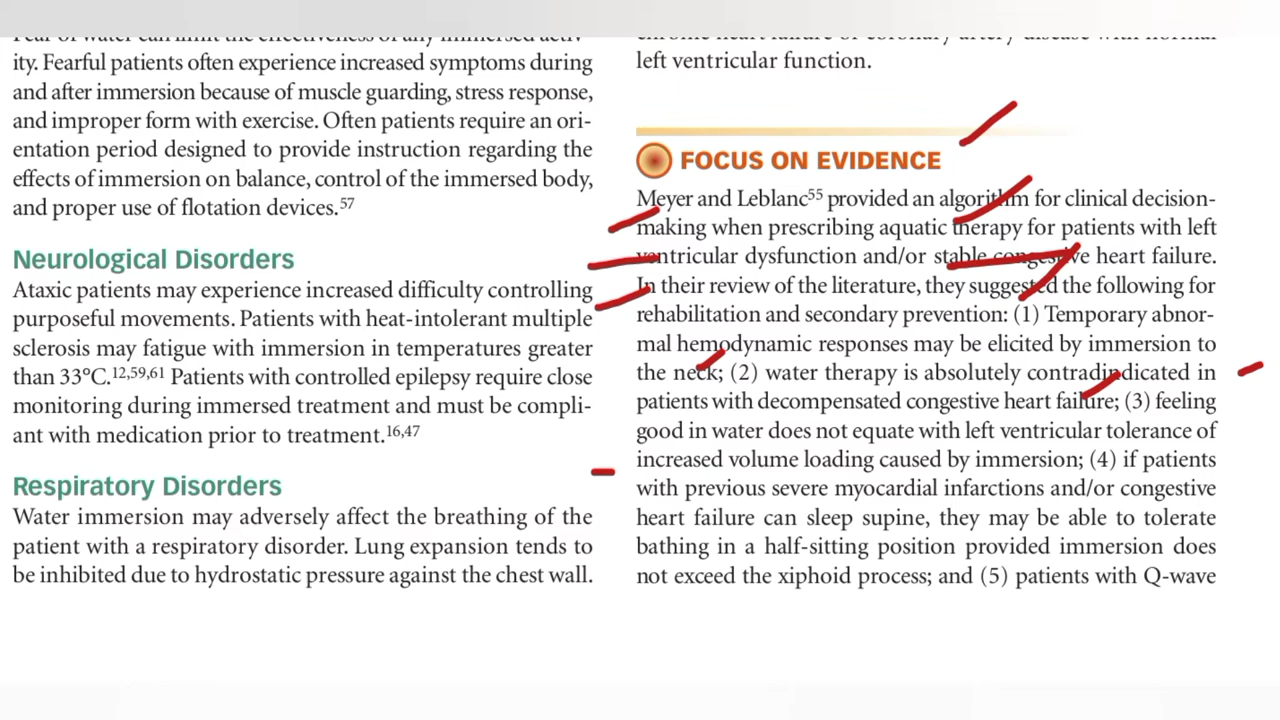 ity. Fearful patients often experience increased symptoms during
and after immersion because of muscle guarding, stress response,
and improper form with exercise. Often patients require an ori-
entation period designed to provide instruction regarding the
effects of immersion on balance, control of the immersed body,
and proper use of flotation devices.57
Neurological Disorders
Ataxic patients may experience increased difficulty controlling
purposeful movements. Patients with heat-intolerant multiple
sclerosis may fatigue with immersion in temperatures greater
than 33°C.12,59,61 Patients with controlled epilepsy require close
monitoring during immersed treatment and must be compli-
ant with medication prior to treatment.16,47
Respiratory Disorders
Water immersion may adversely affect the breathing of the
patient with a respiratory disorder. Lung expansion tends to
be inhibited due to hydrostatic pressure against the chest wall.
left ventricular function.
FOCUS ON EVIDENCE
Meyer and Leblanc55 provided an algorithm for clinical decision-
making when prescribing aquatic therapy for patients with left
ventricular dysfunction and/or stable congestive heart failure.
In their review of the literature, they suggested the following for
rehabilitation and secondary prevention: (1) Temporary abnor-
mal hemodynamic responses may be elicited by immersion to
the neck; (2) water therapy is absolutely contradindicated in
patients with decompensated congestive heart failure; (3) feeling
good in water does not equate with left ventricular tolerance of
increased volume loading caused by immersion; (4) if patients
with previous severe myocardial infarctions and/or congestive
heart failure can sleep supine, they may be able to tolerate
bathing in a half-sitting position provided immersion does
not exceed the xiphoid process; and (5) patients with Q-wave